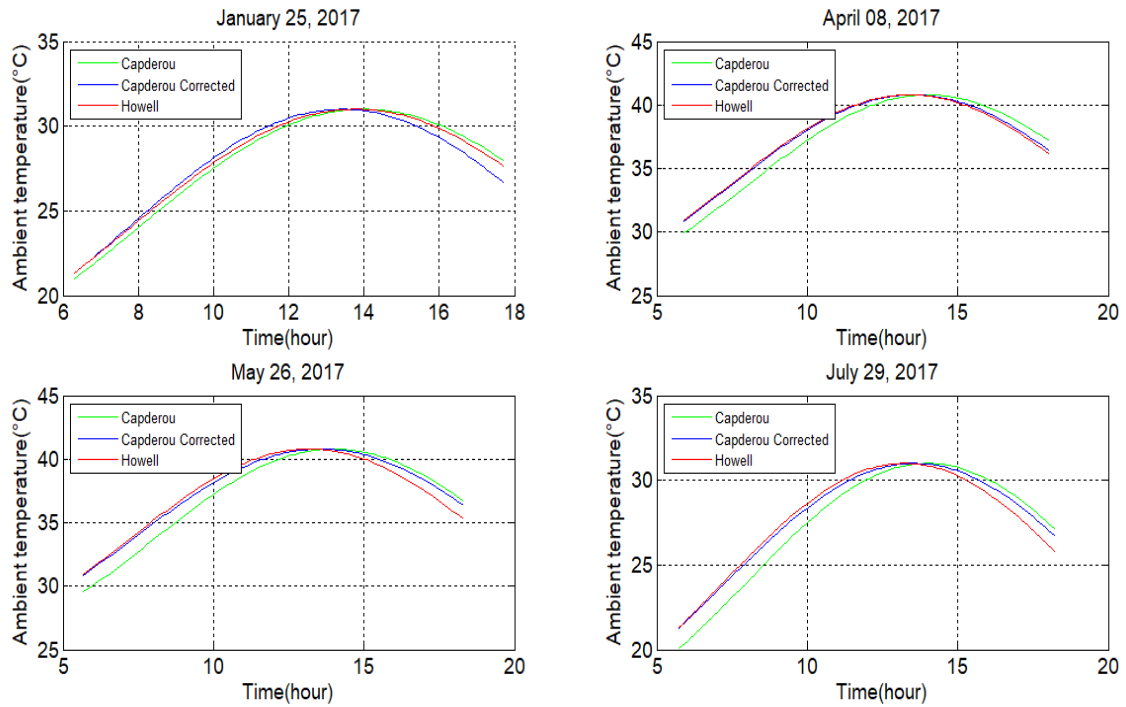 January 25, 2017
Ambient temperature(°C)
35
30
25
20
Capderou
Capderou Corrected
Howell
6
8
10
12
14
16
18
Time(hour)
April 08, 2017
Ambient temperature(°C)
45
40
35
30
25
Capderou
Capderou Corrected
Howell
5
10
15
20
Time(hour)
May 26, 2017
Ambient temperature(°C)
45
40
35
30
25
Capderou
Capderou Corrected
Howell
5
10
15
20
Time(hour)
July 29, 2017
Ambient temperature(°C)
35
30
25
20
Capderou
Capderou Corrected
Howell
5
10
15
20
Time(hour)